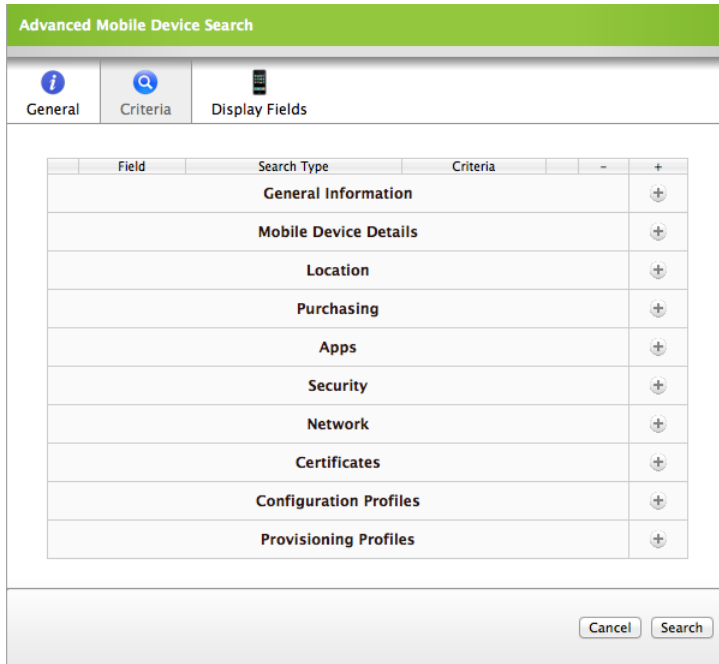 Advanced Mobile Device Search
General Criteria Display Fields
Field Search Type Criteria - +
General Information +
Mobile Device Details +
Location +
Purchasing +
Apps +
Security +
Network +
Certificates +
Configuration Profiles +
Provisioning Profiles +
Cancel Search